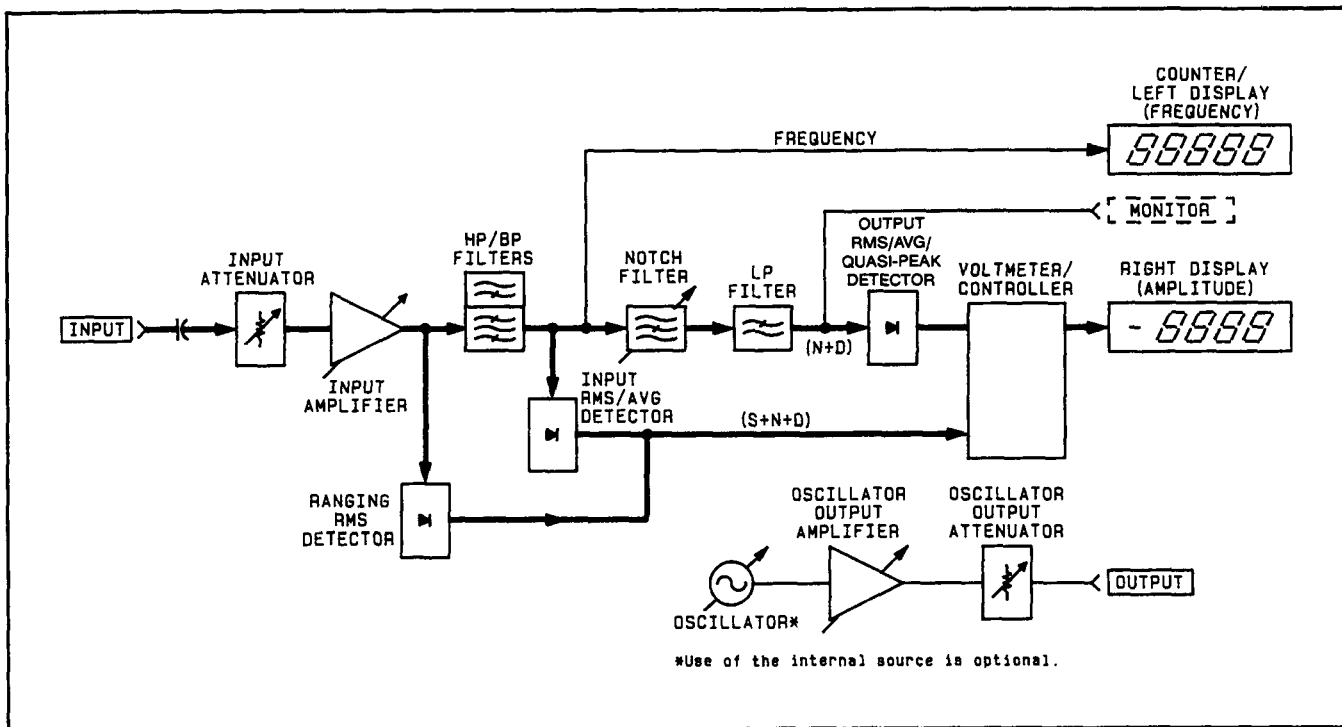 COUNTER/
LEFT DISPLAY
(FREQUENCY)
FREQUENCY
88888
MONITOR
HP/BP
FILTERS
OUTPUT
RMS/AVG/
QUASI-PEAK
DETECTOR
NOTCH
FILTER
LP
FILTER
VOLTMETER/
CONTROLLER
RIGHT DISPLAY
(AMPLITUDE)
INPUT
ATTENUATOR
INPUT
- 8888
(N+D)
INPUT
AMPLIFIER
INPUT
RMS/AVG
DETECTOR
(S+N+D)
RANGING
RMS
DETECTOR
OSCILLATOR
OUTPUT
AMPLIFIER
OSCILLATOR
OUTPUT
ATTENUATOR
OUTPUT
OSCILLATOR*
*Use of the internal source is optional.